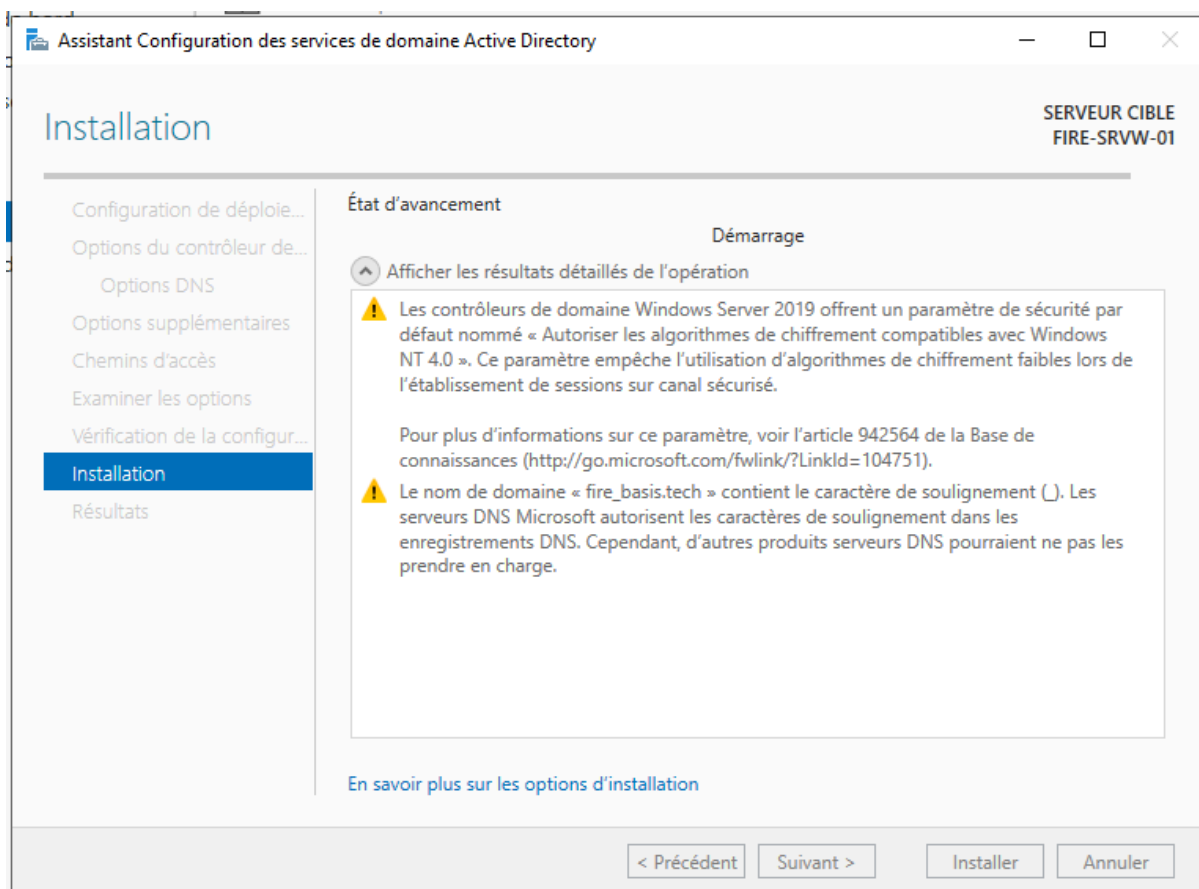 Assistant Configuration des services de domaine Active Directory
Installation
SERVEUR CIBLE
FIRE-SRVW-01
Configuration de déploie...
Options du contrôleur de...
Options DNS
Options supplémentaires
Chemins d’accès
Examiner les options
Vérification de la configur...
Installation
Résultats
État d’avancement
Démarrage
Afficher les résultats détaillés de l’opération
Les contrôleurs de domaine Windows Server 2019 offrent un paramètre de sécurité par
défaut nommé « Autoriser les algorithmes de chiffrement compatibles avec Windows
NT 4.0 ». Ce paramètre empêche l’utilisation d’algorithmes de chiffrement faibles lors de
l’établissement de sessions sur canal sécurisé.
Pour plus d’informations sur ce paramètre, voir l’article 942564 de la Base de
connaissances (http://go.microsoft.com/fwlink/?LinkId=104751).
Le nom de domaine « fire_basis.tech » contient le caractère de soulignement (_). Les
serveurs DNS Microsoft autorisent les caractères de soulignement dans les
enregistrements DNS. Cependant, d’autres produits serveurs DNS pourraient ne pas les
prendre en charge.
En savoir plus sur les options d’installation
< Précédent
Suivant >
Installer
Annuler